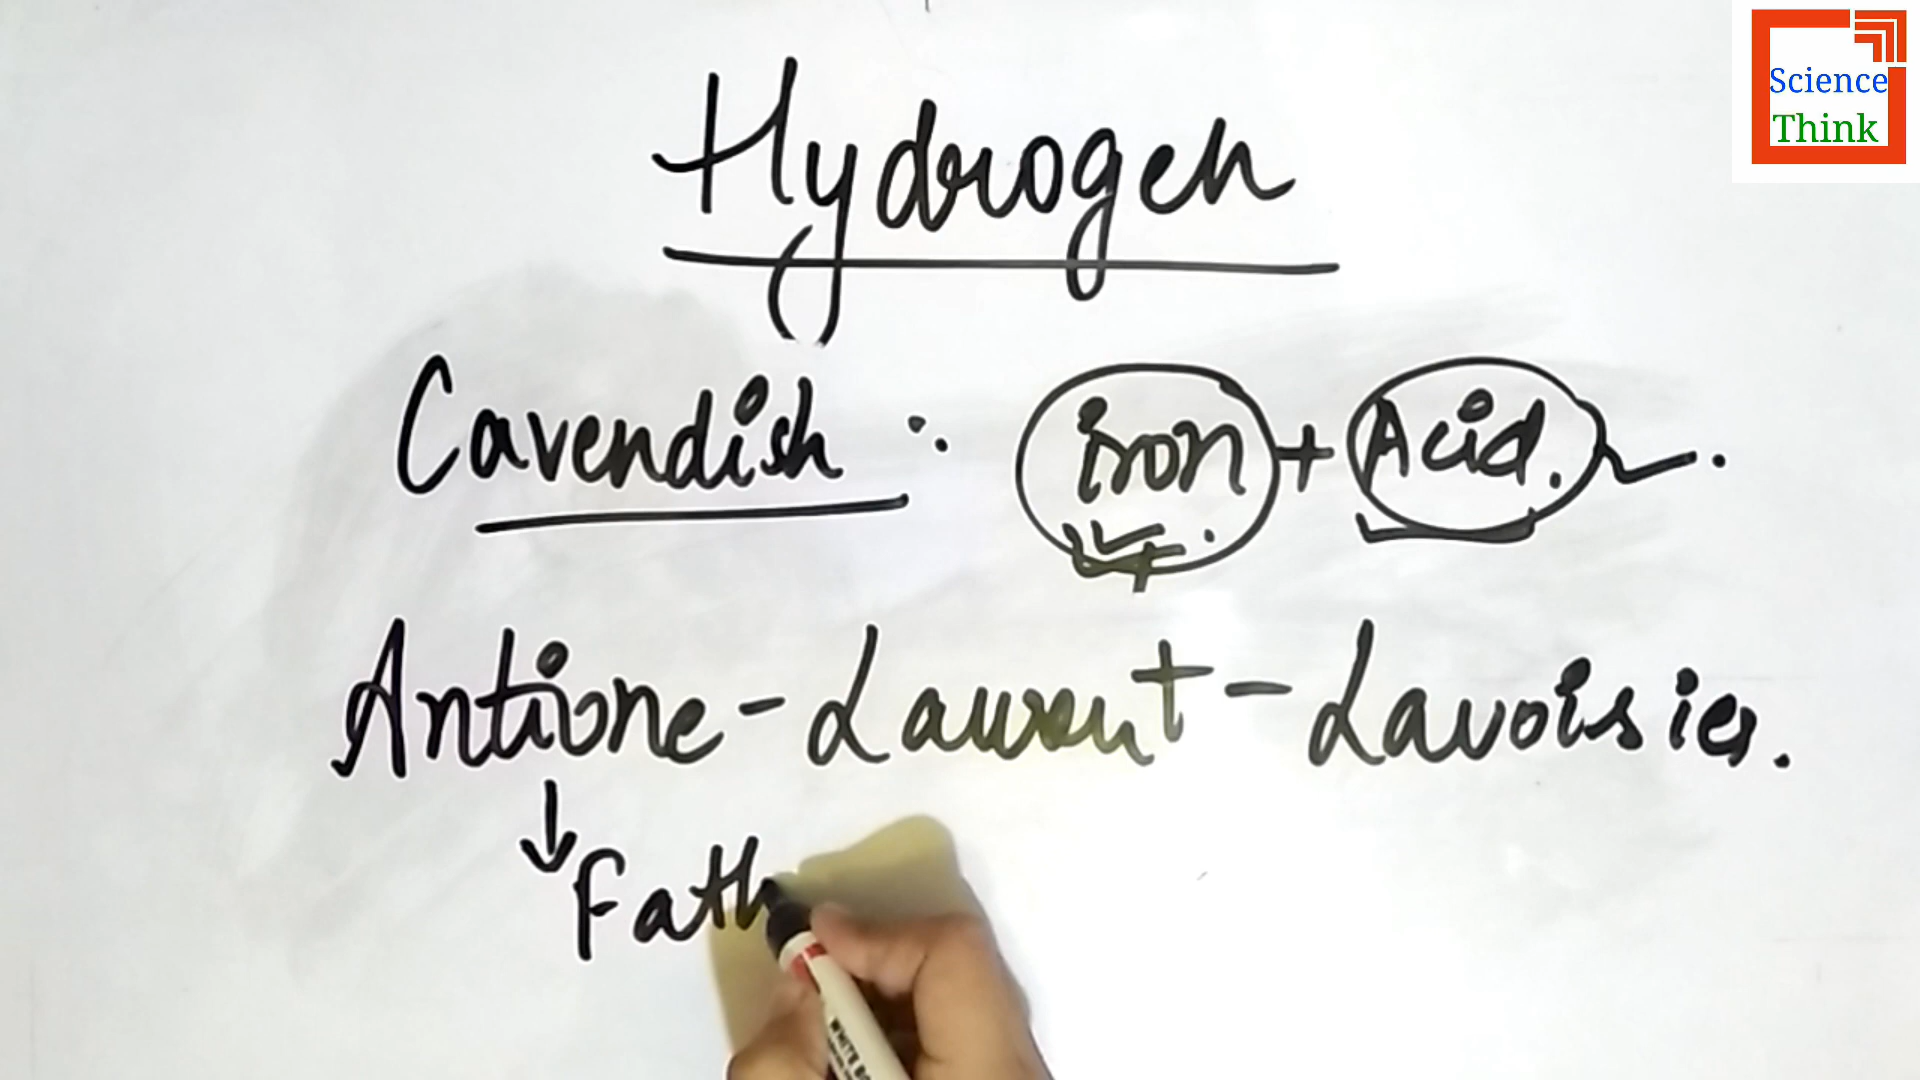 Hydrogen
Science
Think
Cavendish : iron + Acid.
Antione - Laurent - Lavoisier.
↓
Fath